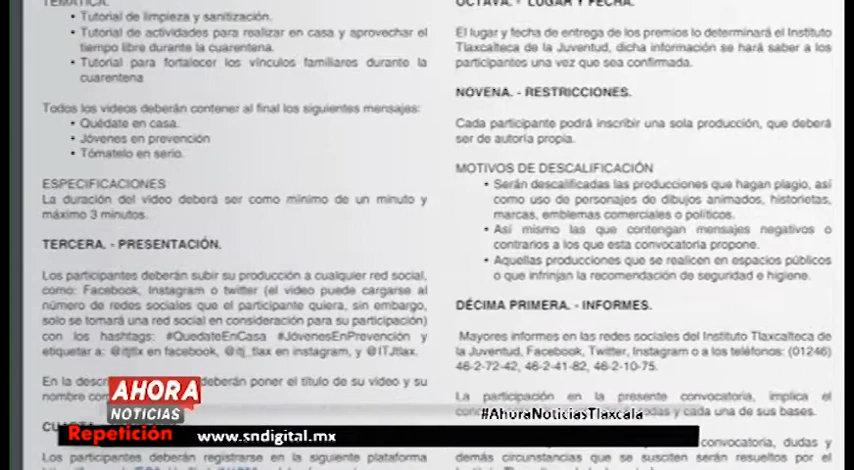 TEMÁTICA.
• Tutorial de limpieza y sanitización.
• Tutorial de actividades para realizar en casa y aprovechar el
tiempo libre durante la cuarentena.
• Tutorial para fortalecer los vínculos familiares durante la
cuarentena
Todos los videos deberán contener al final los siguientes mensajes:
• Quédate en casa.
• Jóvenes en prevención
• Tómatelo en serio.
ESPECIFICACIONES
La duración del video deberá ser como mínimo de un minuto y
máximo 3 minutos.
TERCERA. - PRESENTACIÓN.
Los participantes deberán subir su producción a cualquier red social,
como: Facebook, Instagram o twitter (el video puede cargarse al
número de redes sociales que el participante quiera, sin embargo,
solo se tomará una red social en consideración para su participación)
con los hashtags: #QuedateEnCasa #JóvenesEnPrevención y
etiquetar a: @itjtlx en facebook, @itj_tlax en instagram, y @ITJtlax.
En la descr deberán poner el título de su video y su
nombre com
Los participantes deberán registrarse en la siguiente plataforma
OCTAVA. - LUGAR Y FECHA.
El lugar y fecha de entrega de los premios lo determinará el Instituto
Tlaxcalteca de la Juventud, dicha información se hará saber a los
participantes una vez que sea confirmada.
NOVENA. - RESTRICCIONES.
Cada participante podrá inscribir una sola producción, que deberá
ser de autoría propia.
MOTIVOS DE DESCALIFICACIÓN
• Serán descalificadas las producciones que hagan plagio, así
como uso de personajes de dibujos animados, historietas,
marcas, emblemas comerciales o políticos.
• Así mismo las que contengan mensajes negativos o
contrarios a los que esta convocatoria propone.
• Aquellas producciones que se realicen en espacios públicos
o que infrinjan la recomendación de seguridad e higiene.
DÉCIMA PRIMERA. - INFORMES.
Mayores informes en las redes sociales del Instituto Tlaxcalteca de
la Juventud, Facebook, Twitter, Instagram o a los teléfonos: (01246)
46-2-72-42, 46-2-41-82, 46-2-10-75.
La participación en la presente convocatoria, implica el
y cada una de sus bases.
convocatoria, dudas y
demás circunstancias que se susciten serán resueltos por el
AHORA
NOTICIAS
#AhoraNoticiasTlaxcala
Repetición www.sndigital.mx